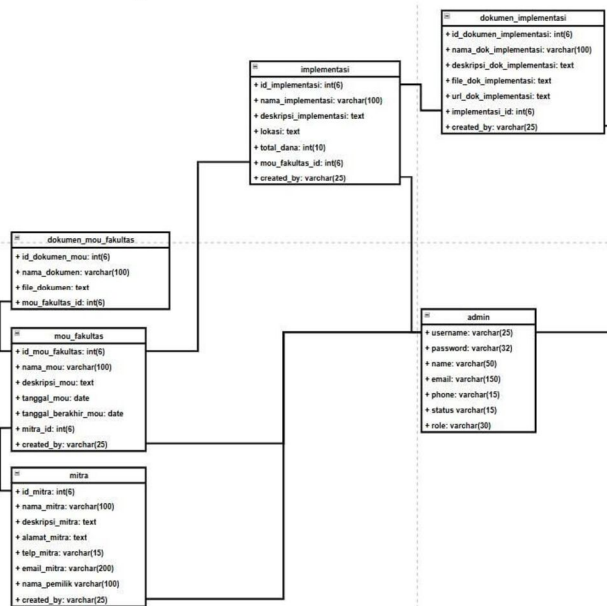 dokumen_implementasi
+ id_dokumen_implementasi: int(6)
+ nama_dok_implementasi: varchar(100)
+ deskripsi_dok_implementasi: text
+ file_dok_implementasi: text
+ url_dok_implementasi: text
+ implementasi_id: int(6)
+ created_by: varchar(25)
implementasi
+ id_implementasi: int(6)
+ nama_implementasi: varchar(100)
+ deskripsi_implementasi: text
+ lokasi: text
+ total_dana: int(10)
+ mou_fakultas_id: int(6)
+ created_by: varchar(25)
dokumen_mou_fakultas
+ id_dokumen_mou: int(6)
+ nama_dokumen: varchar(100)
+ file_dokumen: text
+ mou_fakultas_id: int(6)
mou_fakultas
+ id_mou_fakultas: int(6)
+ nama_mou: varchar(100)
+ deskripsi_mou: text
+ tanggal_mou: date
+ tanggal_berakhir_mou: date
+ mitra_id: int(6)
+ created_by: varchar(25)
admin
+ username: varchar(25)
+ password: varchar(32)
+ name: varchar(50)
+ email: varchar(150)
+ phone: varchar(15)
+ status varchar(15)
+ role: varchar(30)
mitra
+ id_mitra: int(6)
+ nama_mitra: varchar(100)
+ deskripsi_mitra: text
+ alamat_mitra: text
+ telp_mitra: varchar(15)
+ email_mitra: varchar(200)
+ nama_pemilik: varchar(100)
+ created_by: varchar(25)